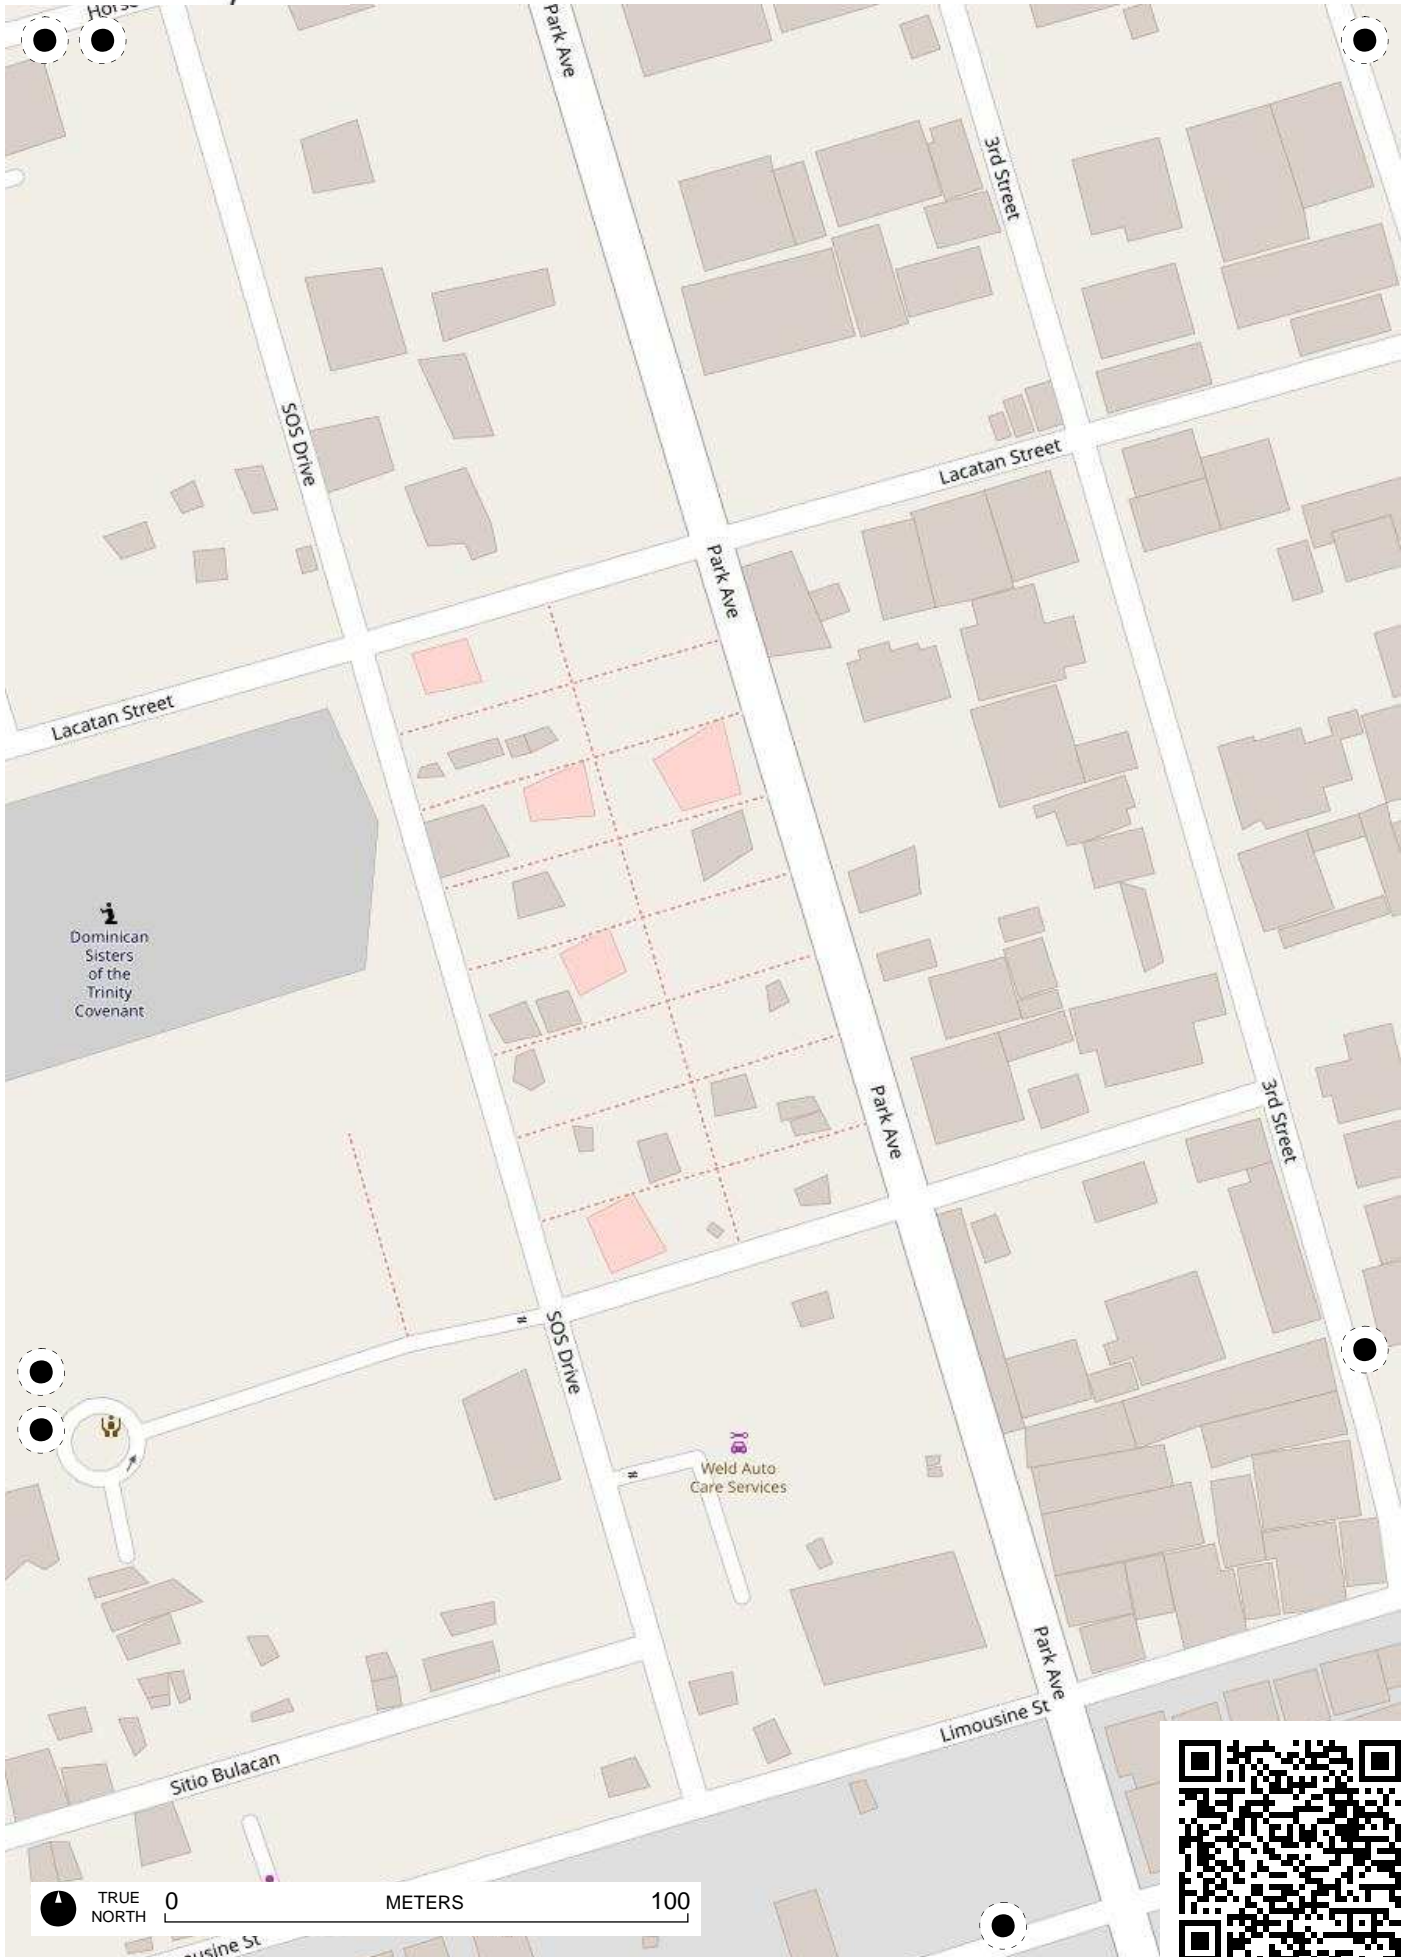 Park Ave
3rd Street
SOS Drive
Lacatan Street
Park Ave
Lacatan Street
Dominican
Sisters
of the
Trinity
Covenant
Park Ave
3rd Street
SOS Drive
Weld Auto
Care Services
Park Ave
Limousine St
Sitio Bulacan
TRUE
NORTH
0 METERS 100